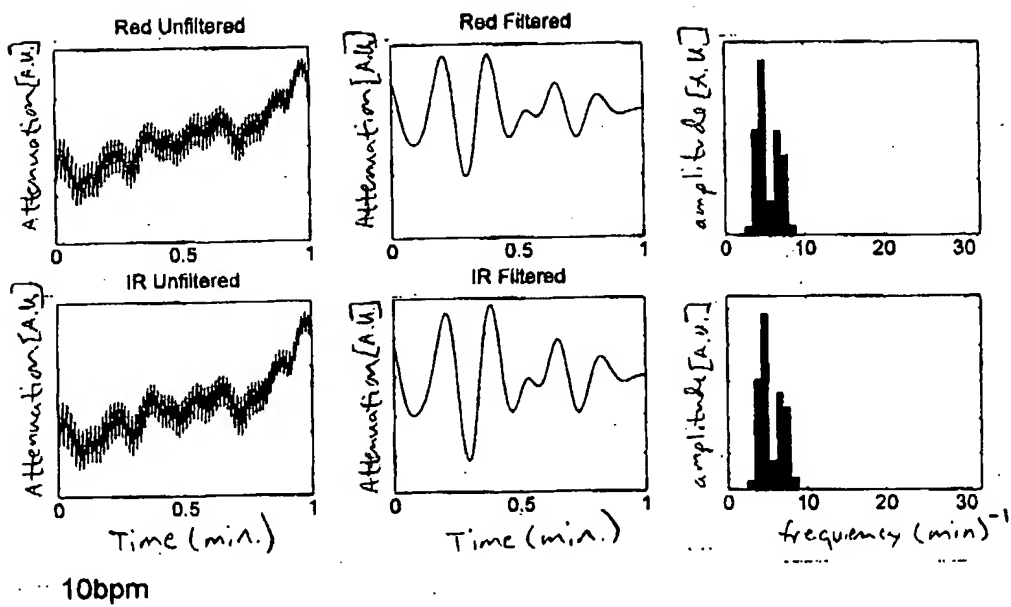 Red Unfiltered
Red Filtered
Attenuation [A.U.]
Attenuation [A.U.]
amplitude [A.U.]
0 0.5 1
0 0.5 1
0 10 20 30
IR Unfiltered
IR Filtered
Attenuation [A.U.]
Attenuation [A.U.]
amplitude [A.U.]
0 0.5 1
0 0.5 1
0 10 20 30
Time (min.)
Time (min.)
frequency (min)⁻¹
10bpm